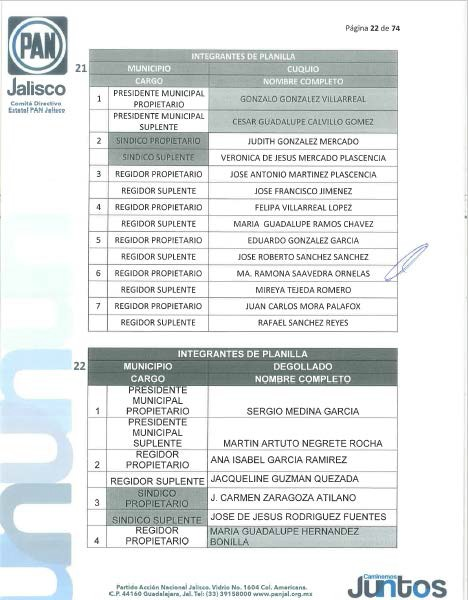 Página 22 de 74
PAN
Jalisco
Comité Directivo
Estatal PAN Jalisco
21
INTEGRANTES DE PLANILLA
MUNICIPIO CUQUIO
CARGO NOMBRE COMPLETO
1 PRESIDENTE MUNICIPAL PROPIETARIO GONZALO GONZALEZ VILLARREAL
PRESIDENTE MUNICIPAL SUPLENTE CESAR GUADALUPE CALVILLO GOMEZ
2 SINDICO PROPIETARIO JUDITH GONZALEZ MERCADO
SINDICO SUPLENTE VERONICA DE JESUS MERCADO PLASCENCIA
3 REGIDOR PROPIETARIO JOSE ANTONIO MARTINEZ PLASCENCIA
REGIDOR SUPLENTE JOSE FRANCISCO JIMENEZ
4 REGIDOR PROPIETARIO FELIPA VILLARREAL LOPEZ
REGIDOR SUPLENTE MARIA GUADALUPE RAMOS CHAVEZ
5 REGIDOR PROPIETARIO EDUARDO GONZALEZ GARCIA
REGIDOR SUPLENTE JOSE ROBERTO SANCHEZ SANCHEZ
6 REGIDOR PROPIETARIO MA. RAMONA SAAVEDRA ORNELAS
REGIDOR SUPLENTE MIREYA TEJEDA ROMERO
7 REGIDOR PROPIETARIO JUAN CARLOS MORA PALAFOX
REGIDOR SUPLENTE RAFAEL SANCHEZ REYES
22
INTEGRANTES DE PLANILLA
MUNICIPIO DEGOLLADO
CARGO NOMBRE COMPLETO
1 PRESIDENTE MUNICIPAL PROPIETARIO SERGIO MEDINA GARCIA
PRESIDENTE MUNICIPAL SUPLENTE MARTIN ARTUTO NEGRETE ROCHA
2 REGIDOR PROPIETARIO ANA ISABEL GARCIA RAMIREZ
REGIDOR SUPLENTE JACQUELINE GUZMAN QUEZADA
3 SINDICO PROPIETARIO J. CARMEN ZARAGOZA ATILANO
SINDICO SUPLENTE JOSE DE JESUS RODRIGUEZ FUENTES
4 REGIDOR PROPIETARIO MARIA GUADALUPE HERNANDEZ BONILLA
Partido Acción Nacional Jalisco. Vidrio No. 1604 Col. Americana.
C.P. 44160 Guadalajara, Jal. Tel: (33) 39158000 www.panjal.org.mx
Caminemos
Juntos